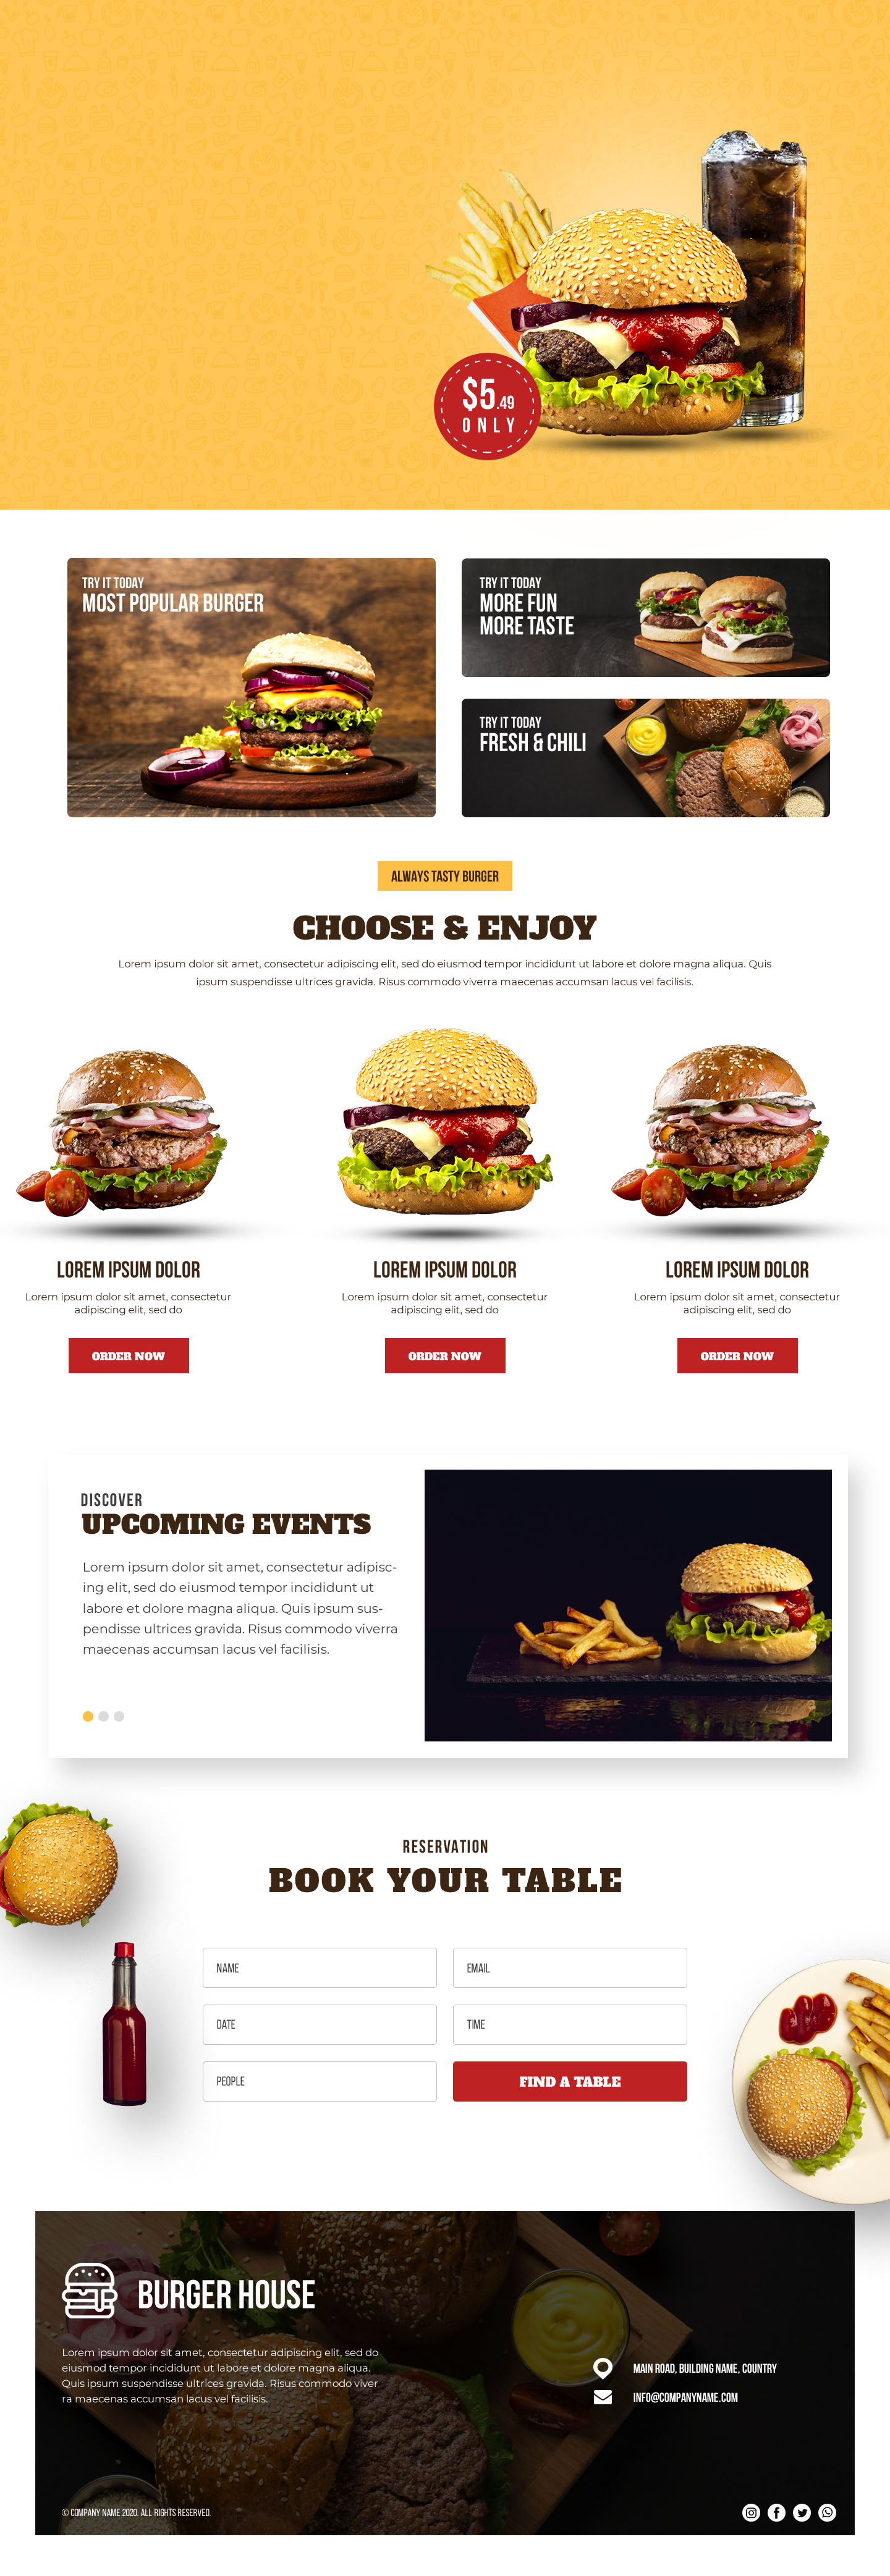 $5.49
ONLY
TRY IT TODAY
MOST POPULAR BURGER
TRY IT TODAY
MORE FUN
MORE TASTE
TRY IT TODAY
FRESH & CHILI
ALWAYS TASTY BURGER
CHOOSE & ENJOY
Lorem ipsum dolor sit amet, consectetur adipiscing elit, sed do eiusmod tempor incididunt ut labore et dolore magna aliqua. Quis
ipsum suspendisse ultrices gravida. Risus commodo viverra maecenas accumsan lacus vel facilisis.
LOREM IPSUM DOLOR
Lorem ipsum dolor sit amet, consectetur
adipiscing elit, sed do
ORDER NOW
LOREM IPSUM DOLOR
Lorem ipsum dolor sit amet, consectetur
adipiscing elit, sed do
ORDER NOW
LOREM IPSUM DOLOR
Lorem ipsum dolor sit amet, consectetur
adipiscing elit, sed do
ORDER NOW
DISCOVER
UPCOMING EVENTS
Lorem ipsum dolor sit amet, consectetur adipisc-
ing elit, sed do eiusmod tempor incididunt ut
labore et dolore magna aliqua. Quis ipsum sus-
pendisse ultrices gravida. Risus commodo viverra
maecenas accumsan lacus vel facilisis.
RESERVATION
BOOK YOUR TABLE
NAME
EMAIL
DATE
TIME
PEOPLE
FIND A TABLE
BURGER HOUSE
Lorem ipsum dolor sit amet, consectetur adipiscing elit, sed do
eiusmod tempor incididunt ut labore et dolore magna aliqua.
Quis ipsum suspendisse ultrices gravida. Risus commodo viver
ra maecenas accumsan lacus vel facilisis.
MAIN ROAD, BUILDING NAME, COUNTRY
INFO@COMPANYNAME.COM
© COMPANY NAME 2020. ALL RIGHTS RESERVED.